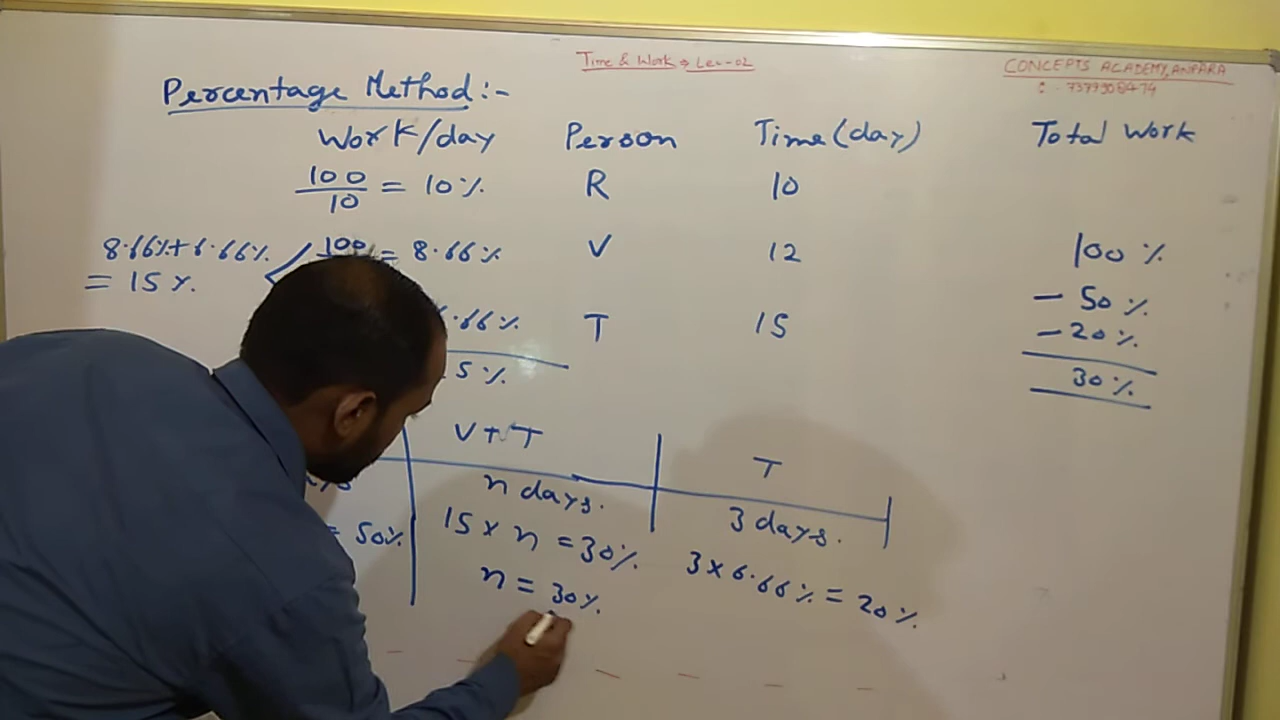 Time & Work → Lec-02
CONCEPTS ACADEMY, ANPARA
Percentage Method:-
Work/day Person Time(day) Total Work
100/10 = 10% R 10
8.66%+6.66% 100 = 8.66% V 12 100%
= 15%. - 50%
.66% T 15 - 20%
5% 30%
V+T T
n days. 3 days.
= 50% 15 × n = 30% 3 × 6.66% = 20%
n = 30%